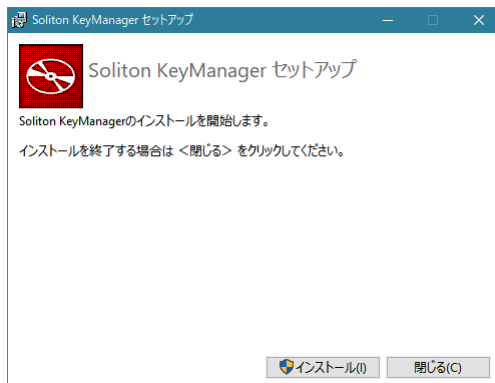 Soliton KeyManager セットアップ
Soliton KeyManager セットアップ
Soliton KeyManagerのインストールを開始します。
インストールを終了する場合は <閉じる> をクリックしてください。
インストール(I)
閉じる(C)